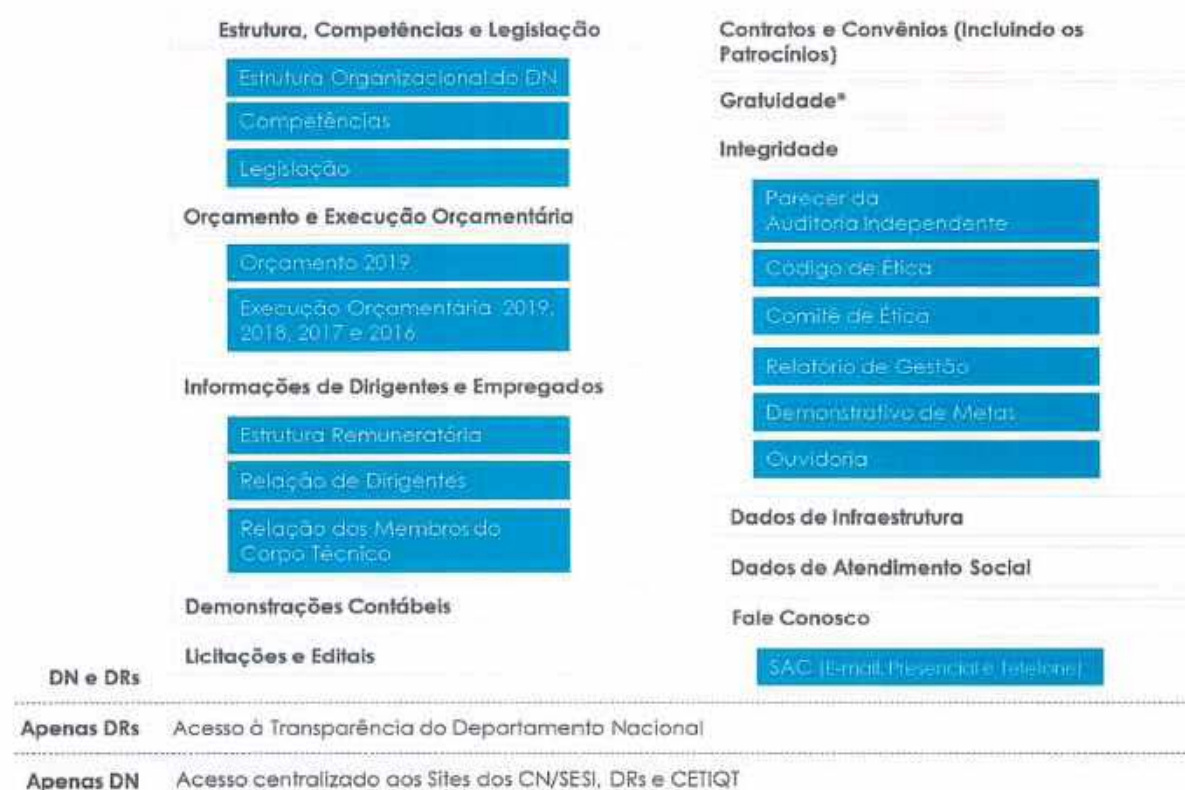 Estrutura, Competências e Legislação
Estrutura Organizacional do DN
Competências
Legislação
Orçamento e Execução Orçamentária
Orçamento 2019
Execução Orçamentária 2019,
2018, 2017 e 2016
Informações de Dirigentes e Empregados
Estrutura Remuneratória
Relação de Dirigentes
Relação dos Membros do
Corpo Técnico
Demonstrações Contábeis
Licitações e Editais
Contratos e Convênios (Incluindo os
Patrocínios)
Gratuidade*
Integridade
Parecer da
Auditoria Independente
Código de Ética
Comitê de Ética
Relatório de Gestão
Demonstrativo de Metas
Ouvidoria
Dados de Infraestrutura
Dados de Atendimento Social
Fale Conosco
SAC (E-mail, Presencial e Telefone)
DN e DRs
Apenas DRs Acesso à Transparência do Departamento Nacional
Apenas DN Acesso centralizado aos Sites dos CN/SESI, DRs e CETIQT